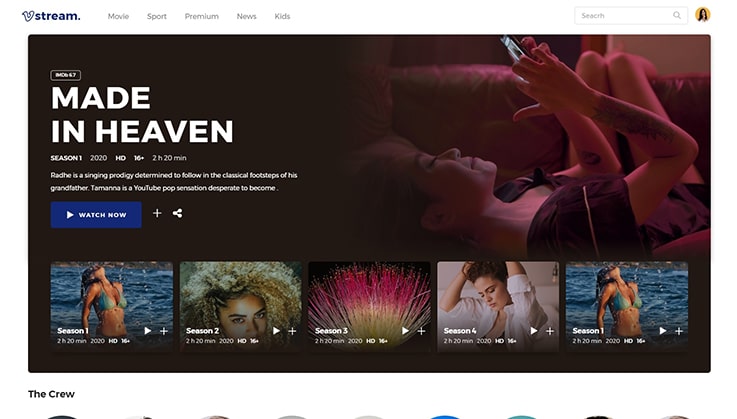 stream.
Movie Sport Premium News Kids
Seacrh
IMDb 6.7
MADE
IN HEAVEN
SEASON 1 2020 HD 16+ 2 h 20 min
Radhe is a singing prodigy determined to follow in the classical footsteps of his
grandfather. Tamanna is a YouTube pop sensation desperate to become .
WATCH NOW
Season 1
2 h 20 min 2020 HD 16+
Season 2
2 h 20 min 2020 HD 16+
Season 3
2 h 20 min 2020 HD 16+
Season 4
2 h 20 min 2020 HD 16+
Season 1
2 h 20 min 2020 HD 16+
The Crew